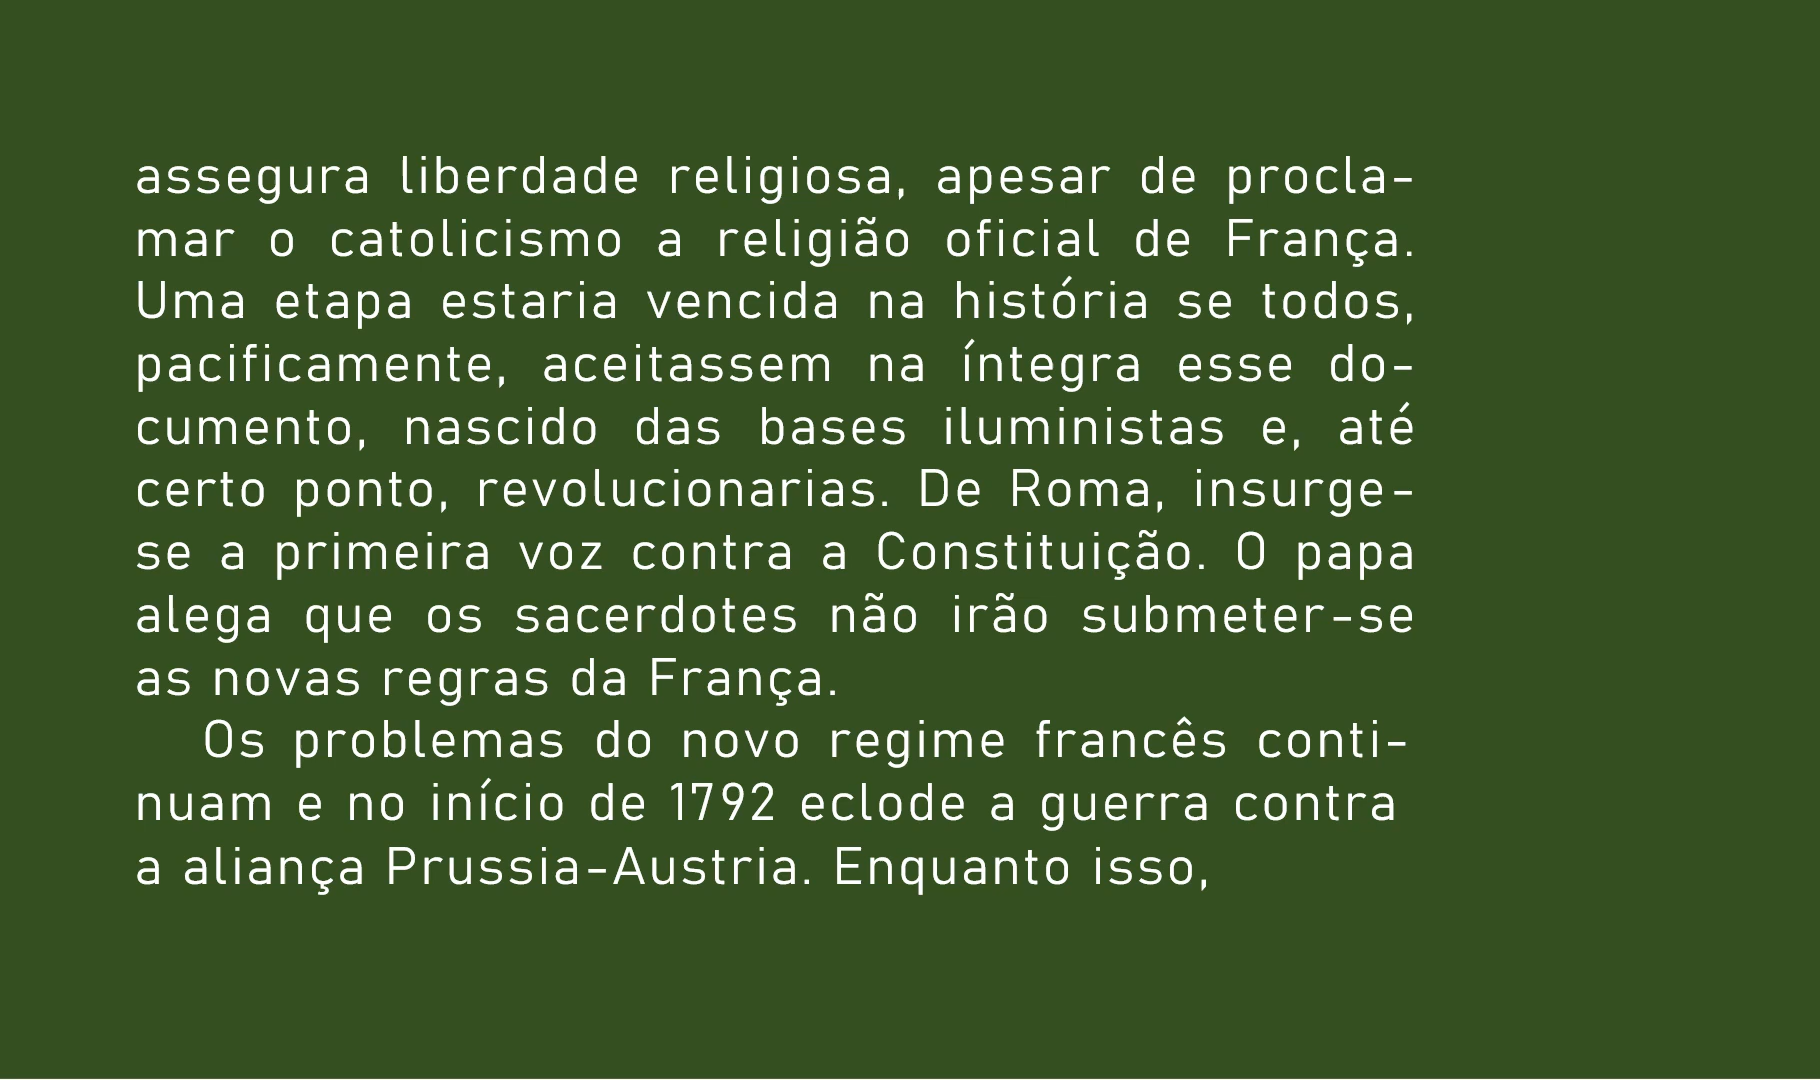 assegura liberdade religiosa, apesar de procla-
mar o catolicismo a religião oficial de França.
Uma etapa estaria vencida na história se todos,
pacificamente, aceitassem na íntegra esse do-
cumento, nascido das bases iluministas e, até
certo ponto, revolucionarias. De Roma, insurge-
se a primeira voz contra a Constituição. O papa
alega que os sacerdotes não irão submeter-se
as novas regras da França.
Os problemas do novo regime francês conti-
nuam e no início de 1792 eclode a guerra contra
a aliança Prussia-Austria. Enquanto isso,